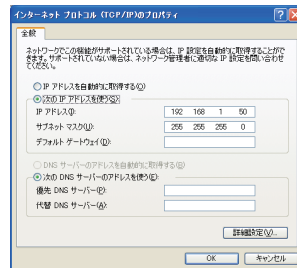 インターネット プロトコル (TCP/IP)のプロパティ
全般
ネットワークでこの機能がサポートされている場合は、IP 設定を自動的に取得することがで
きます。サポートされていない場合は、ネットワーク管理者に適切な IP 設定を問い合わせ
てください。
IP アドレスを自動的に取得する(O)
次の IP アドレスを使う(S):
IP アドレス(I): 192 168 1 50
サブネット マスク(U): 255 255 255 0
デフォルト ゲートウェイ(D):
DNS サーバーのアドレスを自動的に取得する(B)
次の DNS サーバーのアドレスを使う(E):
優先 DNS サーバー(P):
代替 DNS サーバー(A):
詳細設定(V)...
OK キャンセル